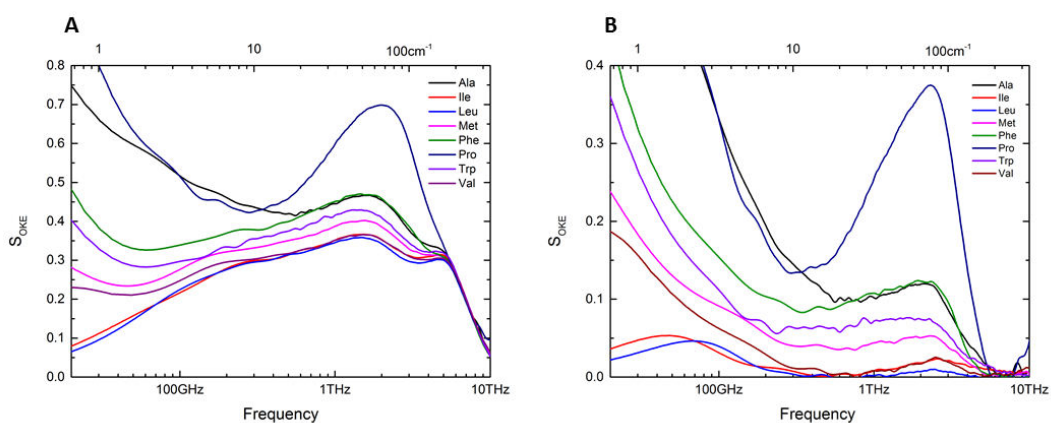 A
1 10 100cm⁻¹
0.8
0.7
0.6
0.5
0.4
0.3
0.2
0.1
0.0
S_OKE
Ala
Ile
Leu
Met
Phe
Pro
Trp
Val
100GHz 1THz 10THz
Frequency
B
1 10 100cm⁻¹
0.4
0.3
0.2
0.1
0.0
S_OKE
Ala
Ile
Leu
Met
Phe
Pro
Trp
Val
100GHz 1THz 10THz
Frequency